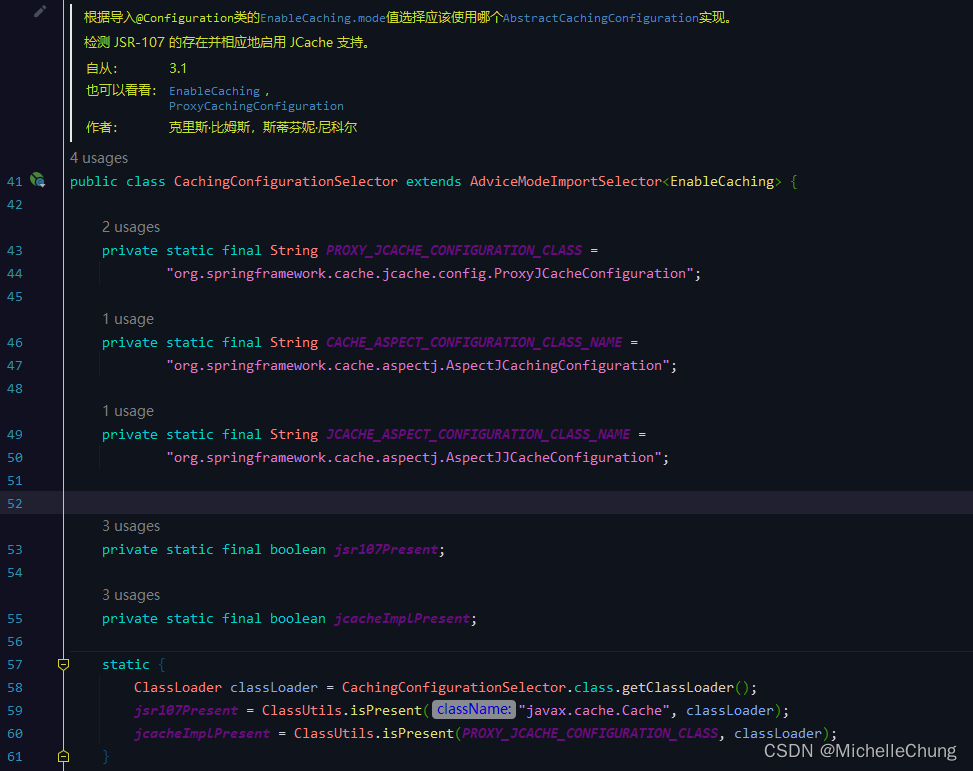 根据导入@Configuration类的EnableCaching.mode值选择应该使用哪个AbstractCachingConfiguration实现。
检测 JSR-107 的存在并相应地启用 JCache 支持。
自从: 3.1
也可以看看: EnableCaching ,
ProxyCachingConfiguration
作者: 克里斯·比姆斯，斯蒂芬妮·尼科尔
4 usages
41 public class CachingConfigurationSelector extends AdviceModeImportSelector<EnableCaching> {
42
2 usages
43 private static final String PROXY_JCACHE_CONFIGURATION_CLASS =
44 "org.springframework.cache.jcache.config.ProxyJCacheConfiguration";
45
1 usage
46 private static final String CACHE_ASPECT_CONFIGURATION_CLASS_NAME =
47 "org.springframework.cache.aspectj.AspectJCachingConfiguration";
48
1 usage
49 private static final String JCACHE_ASPECT_CONFIGURATION_CLASS_NAME =
50 "org.springframework.cache.aspectj.AspectJJCacheConfiguration";
51
52
3 usages
53 private static final boolean jsr107Present;
54
3 usages
55 private static final boolean jcacheImplPresent;
56
57 static {
58 ClassLoader classLoader = CachingConfigurationSelector.class.getClassLoader();
59 jsr107Present = ClassUtils.isPresent( className: "javax.cache.Cache", classLoader);
60 jcacheImplPresent = ClassUtils.isPresent(PROXY_JCACHE_CONFIGURATION_CLASS, classLoader);
61 }
CSDN @MichelleChung